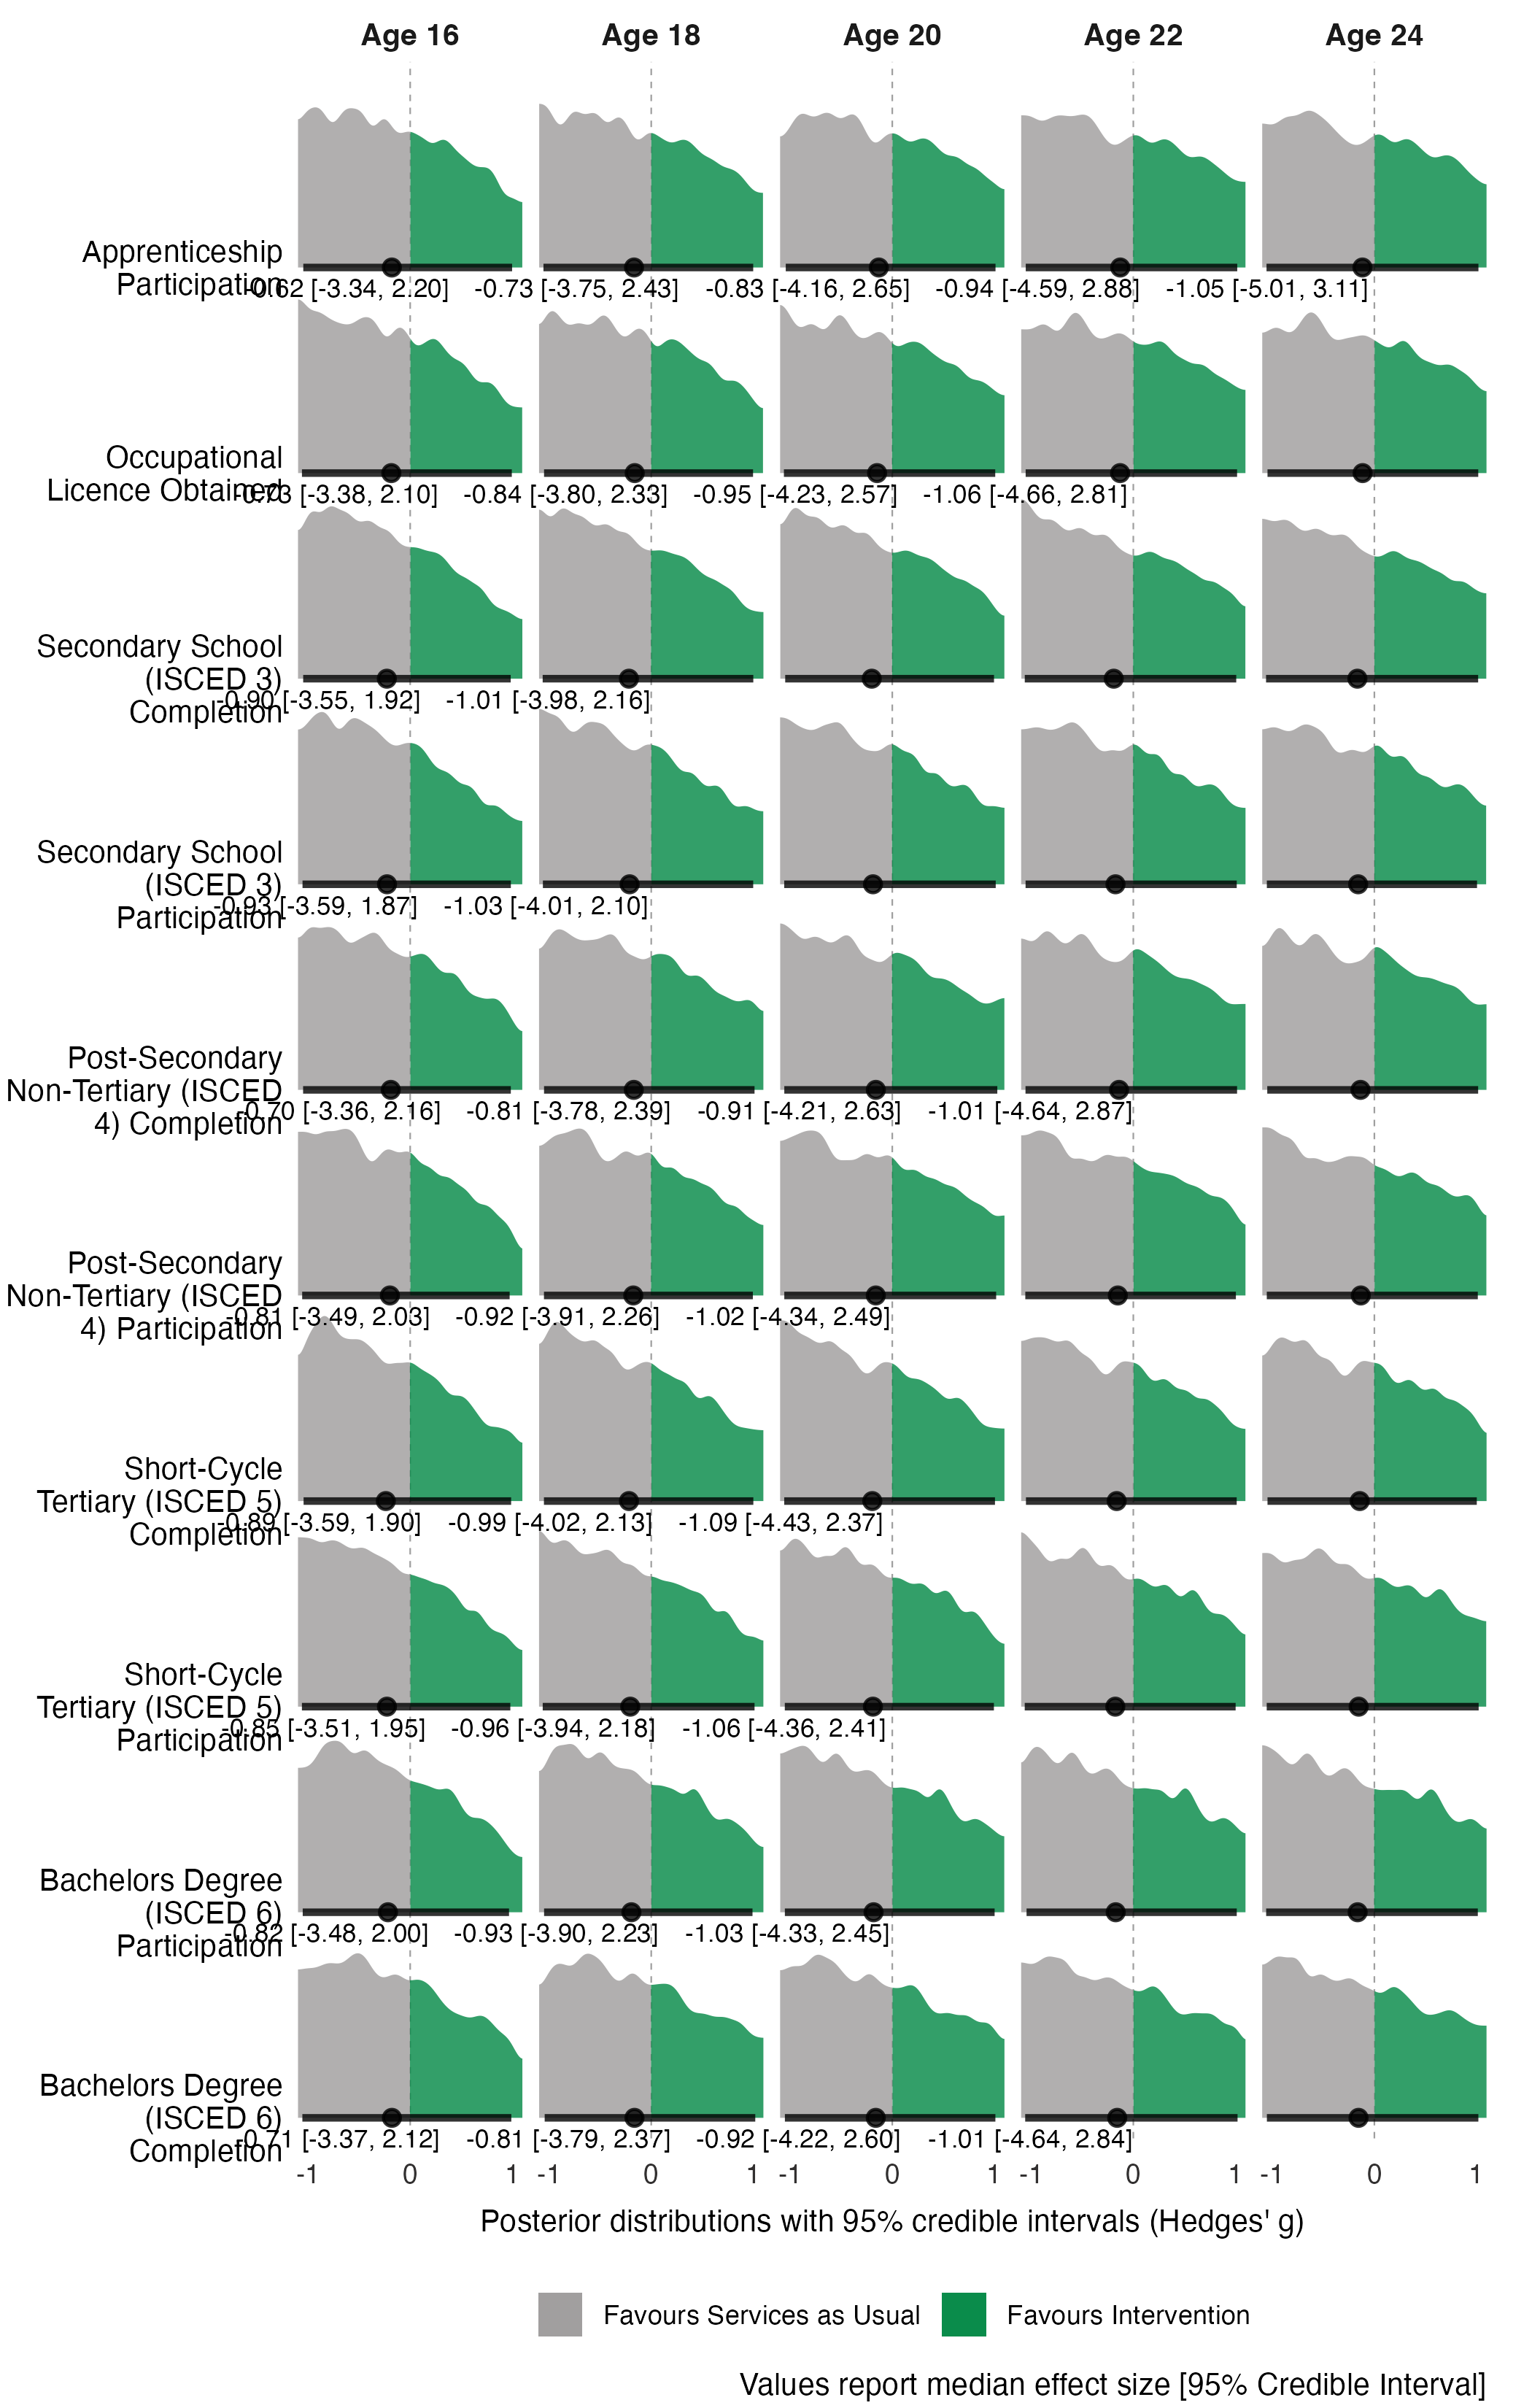 Age 16 Age 18 Age 20 Age 22 Age 24
Apprenticeship
Participation
-0.62 [-3.34, 2.20] -0.73 [-3.75, 2.43] -0.83 [-4.16, 2.65] -0.94 [-4.59, 2.88] -1.05 [-5.01, 3.11]
Occupational
Licence Obtained
-0.73 [-3.38, 2.10] -0.84 [-3.80, 2.33] -0.95 [-4.23, 2.57] -1.06 [-4.66, 2.81]
Secondary School
(ISCED 3)
Completion
-0.90 [-3.55, 1.92] -1.01 [-3.98, 2.16]
Secondary School
(ISCED 3)
Participation
-0.93 [-3.59, 1.87] -1.03 [-4.01, 2.10]
Post-Secondary
Non-Tertiary (ISCED
4) Completion
-0.70 [-3.36, 2.16] -0.81 [-3.78, 2.39] -0.91 [-4.21, 2.63] -1.01 [-4.64, 2.87]
Post-Secondary
Non-Tertiary (ISCED
4) Participation
-0.81 [-3.49, 2.03] -0.92 [-3.91, 2.26] -1.02 [-4.34, 2.49]
Short-Cycle
Tertiary (ISCED 5)
Completion
-0.89 [-3.59, 1.90] -0.99 [-4.02, 2.13] -1.09 [-4.43, 2.37]
Short-Cycle
Tertiary (ISCED 5)
Participation
-0.85 [-3.51, 1.95] -0.96 [-3.94, 2.18] -1.06 [-4.36, 2.41]
Bachelors Degree
(ISCED 6)
Participation
-0.82 [-3.48, 2.00] -0.93 [-3.90, 2.23] -1.03 [-4.33, 2.45]
Bachelors Degree
(ISCED 6)
Completion
-0.71 [-3.37, 2.12] -0.81 [-3.79, 2.37] -0.92 [-4.22, 2.60] -1.01 [-4.64, 2.84]
-1 0 1 -1 0 1 -1 0 1 -1 0 1 -1 0 1
Posterior distributions with 95% credible intervals (Hedges' g)
Favours Services as Usual Favours Intervention
Values report median effect size [95% Credible Interval]